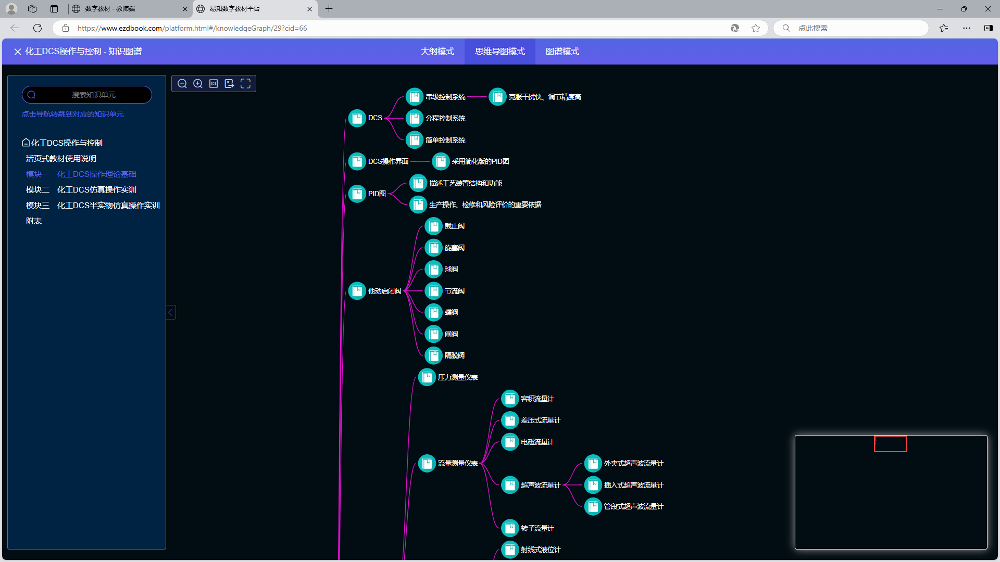 数字教材 - 教师端
易知数字教材平台
https://www.ezdbook.com/platform.html#/knowledgeGraph/29?cid=66
点此搜索
化工DCS操作与控制 - 知识图谱
大纲模式
思维导图模式
图谱模式
搜索知识单元
点击导航转跳到对应的知识单元
化工DCS操作与控制
活页式教材使用说明
模块一 化工DCS操作理论基础
模块二 化工DCS仿真操作实训
模块三 化工DCS半实物仿真操作实训
附表
DCS
串级控制系统
克服干扰快、调节精度高
分程控制系统
简单控制系统
DCS操作界面
采用简化版的PID图
PID图
描述工艺装置结构和功能
生产操作、检修和风险评价的重要依据
他动启闭阀
截止阀
旋塞阀
球阀
节流阀
蝶阀
闸阀
隔膜阀
压力测量仪表
流量测量仪表
容积流量计
差压式流量计
电磁流量计
超声波流量计
外夹式超声波流量计
插入式超声波流量计
管段式超声波流量计
转子流量计
射线式液位计